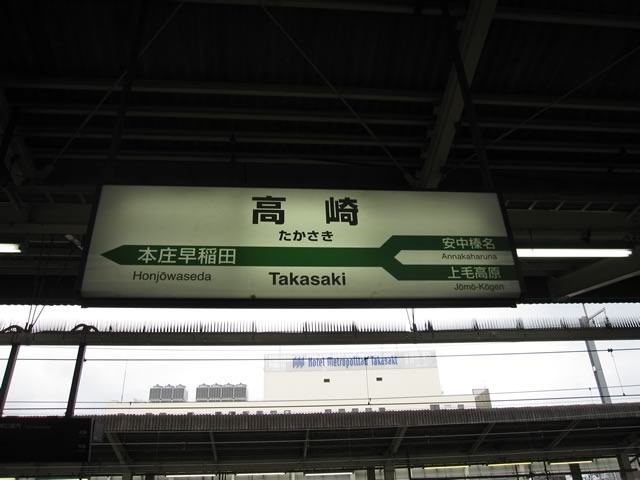 高崎
たかさき
本庄早稲田
Honjōwaseda
Takasaki
安中榛名
Annakaharuna
上毛高原
Jōmō-Kōgen
Hotel Metropolitan Takasaki